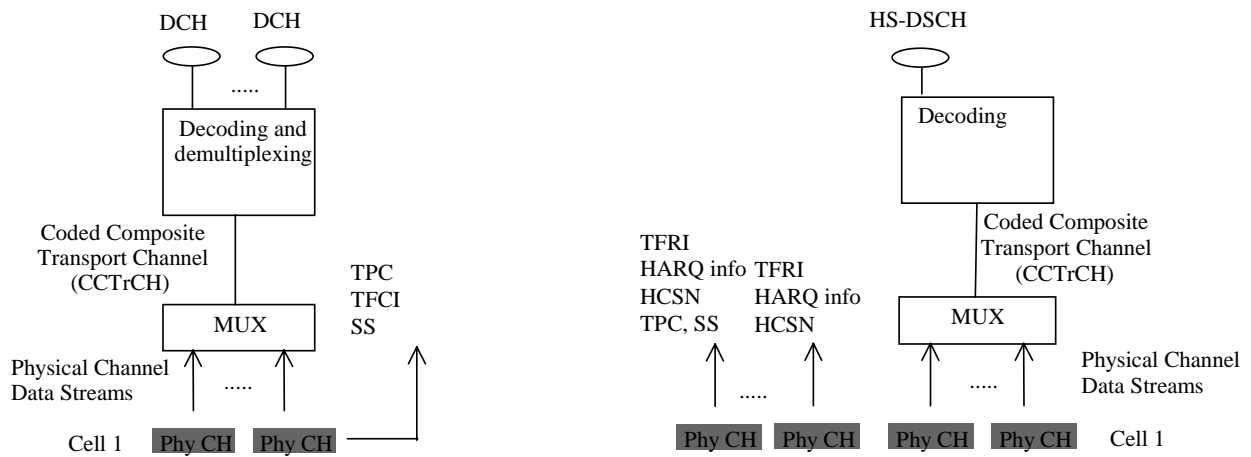 DCH DCH
.....
Decoding and
demultiplexing
Coded Composite
Transport Channel
(CCTrCH)
TPC
TFCI
SS
MUX
Physical Channel
Data Streams
.....
Cell 1 Phy CH Phy CH
HS-DSCH
Decoding
Coded Composite
Transport Channel
(CCTrCH)
TFRI
HARQ info
HCSN
TPC, SS
TFRI
HARQ info
HCSN
MUX
Physical Channel
Data Streams
.....
.....
Phy CH Phy CH Phy CH Phy CH Cell 1